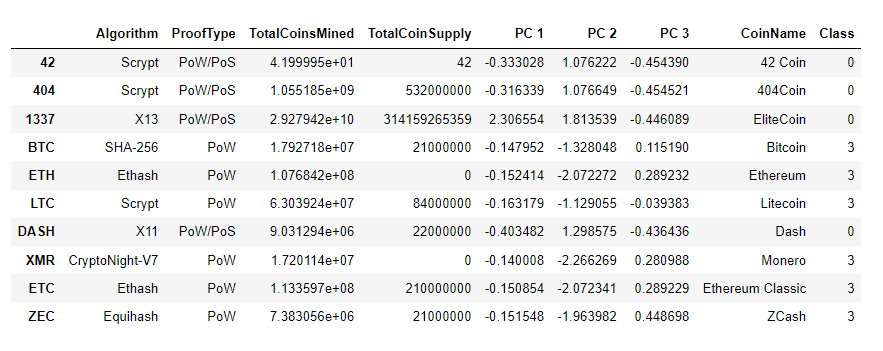 Algorithm ProofType TotalCoinsMined TotalCoinSupply PC 1 PC 2 PC 3 CoinName Class
42 Scrypt PoW/PoS 4.199995e+01 42 -0.333028 1.076222 -0.454390 42 Coin 0
404 Scrypt PoW/PoS 1.055185e+09 532000000 -0.316339 1.076649 -0.454521 404Coin 0
1337 X13 PoW/PoS 2.927942e+10 314159265359 2.306554 1.813539 -0.446089 EliteCoin 0
BTC SHA-256 PoW 1.792718e+07 21000000 -0.147952 -1.328048 0.115190 Bitcoin 3
ETH Ethash PoW 1.076842e+08 0 -0.152414 -2.072272 0.289232 Ethereum 3
LTC Scrypt PoW 6.303924e+07 84000000 -0.163179 -1.129055 -0.039383 Litecoin 3
DASH X11 PoW/PoS 9.031294e+06 22000000 -0.403482 1.298575 -0.436436 Dash 0
XMR CryptoNight-V7 PoW 1.720114e+07 0 -0.140008 -2.266269 0.280988 Monero 3
ETC Ethash PoW 1.133597e+08 210000000 -0.150854 -2.072341 0.289229 Ethereum Classic 3
ZEC Equihash PoW 7.383056e+06 21000000 -0.151548 -1.963982 0.448698 ZCash 3